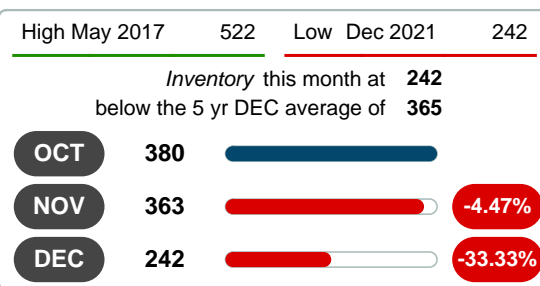 High May 2017 522 Low Dec 2021 242
Inventory this month at 242
below the 5 yr DEC average of 365
OCT 380
NOV 363 -4.47%
DEC 242 -33.33%